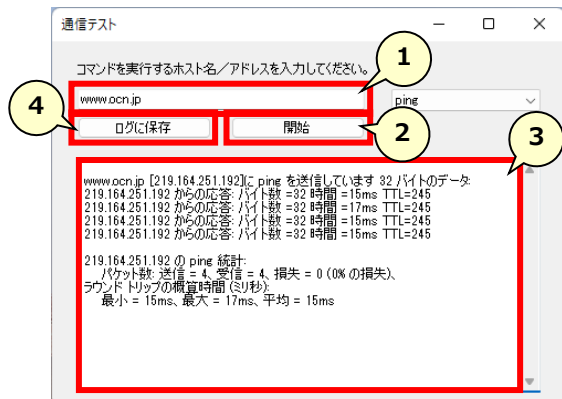 通信テスト
コマンドを実行するホスト名／アドレスを入力してください。
1
www.ocn.jp
ping
4
ログに保存
開始
2
3
www.ocn.jp [219.164.251.192]に ping を送信しています 32 バイトのデータ:
219.164.251.192 からの応答: バイト数 =32 時間 =15ms TTL=245
219.164.251.192 からの応答: バイト数 =32 時間 =17ms TTL=245
219.164.251.192 からの応答: バイト数 =32 時間 =15ms TTL=245
219.164.251.192 からの応答: バイト数 =32 時間 =15ms TTL=245
219.164.251.192 の ping 統計:
パケット数: 送信 = 4、受信 = 4、損失 = 0 (0% の損失)、
ラウンド トリップの概算時間 (ミリ秒):
最小 = 15ms、最大 = 17ms、平均 = 15ms